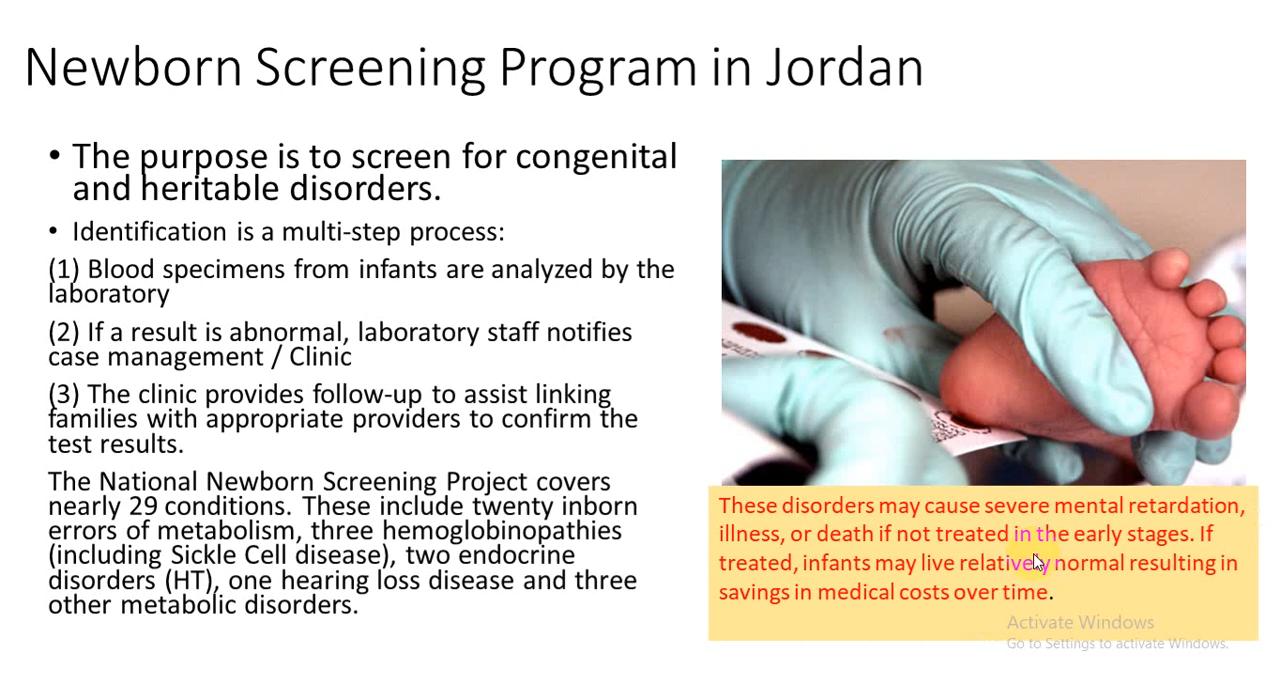 Newborn Screening Program in Jordan
• The purpose is to screen for congenital
and heritable disorders.
• Identification is a multi-step process:
(1) Blood specimens from infants are analyzed by the
laboratory
(2) If a result is abnormal, laboratory staff notifies
case management / Clinic
(3) The clinic provides follow-up to assist linking
families with appropriate providers to confirm the
test results.
The National Newborn Screening Project covers
nearly 29 conditions. These include twenty inborn
errors of metabolism, three hemoglobinopathies
(including Sickle Cell disease), two endocrine
disorders (HT), one hearing loss disease and three
other metabolic disorders.
These disorders may cause severe mental retardation,
illness, or death if not treated in the early stages. If
treated, infants may live relatively normal resulting in
savings in medical costs over time.
Activate Windows
Go to Settings to activate Windows.